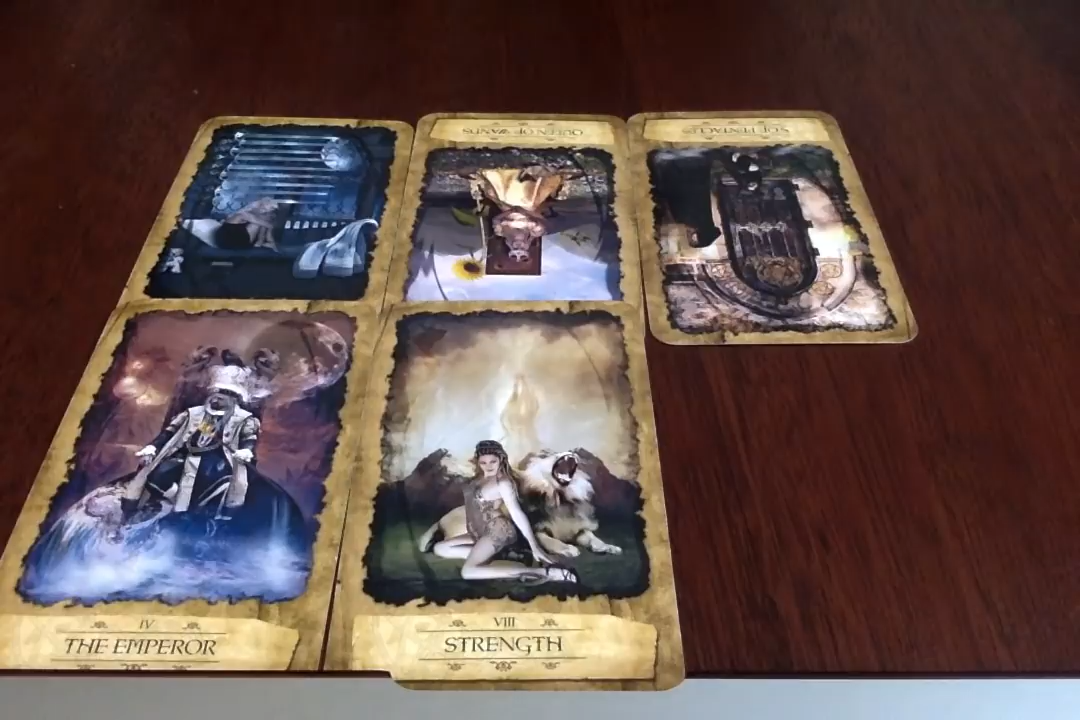 QUEEN OF WANDS
IV
THE EMPEROR
VIII
STRENGTH